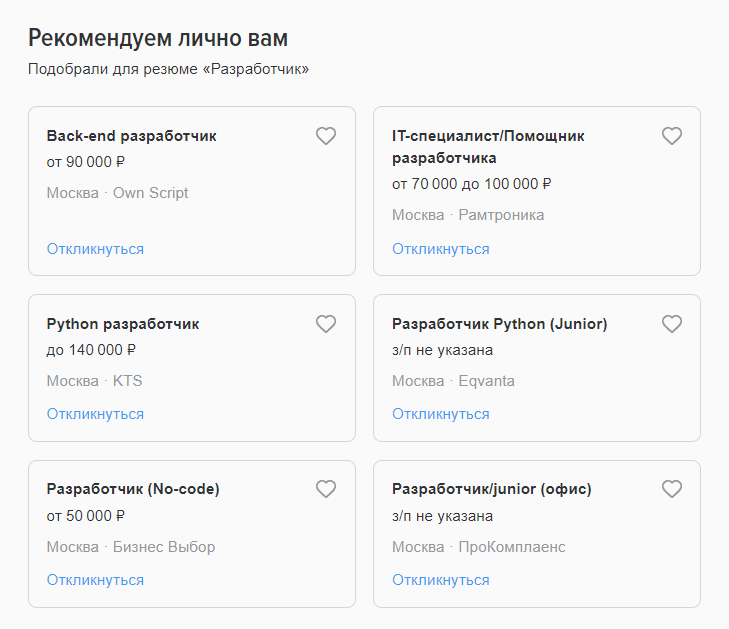 Рекомендуем лично вам
Подобрали для резюме «Разработчик»
Back-end разработчик
от 90 000 ₽
Москва · Own Script
Откликнуться
IT-специалист/Помощник
разработчика
от 70 000 до 100 000 ₽
Москва · Рамтроника
Откликнуться
Python разработчик
до 140 000 ₽
Москва · KTS
Откликнуться
Разработчик Python (Junior)
з/п не указана
Москва · Eqvanta
Откликнуться
Разработчик (No-code)
от 50 000 ₽
Москва · Бизнес Выбор
Откликнуться
Разработчик/junior (офис)
з/п не указана
Москва · ПроКомплаенс
Откликнуться